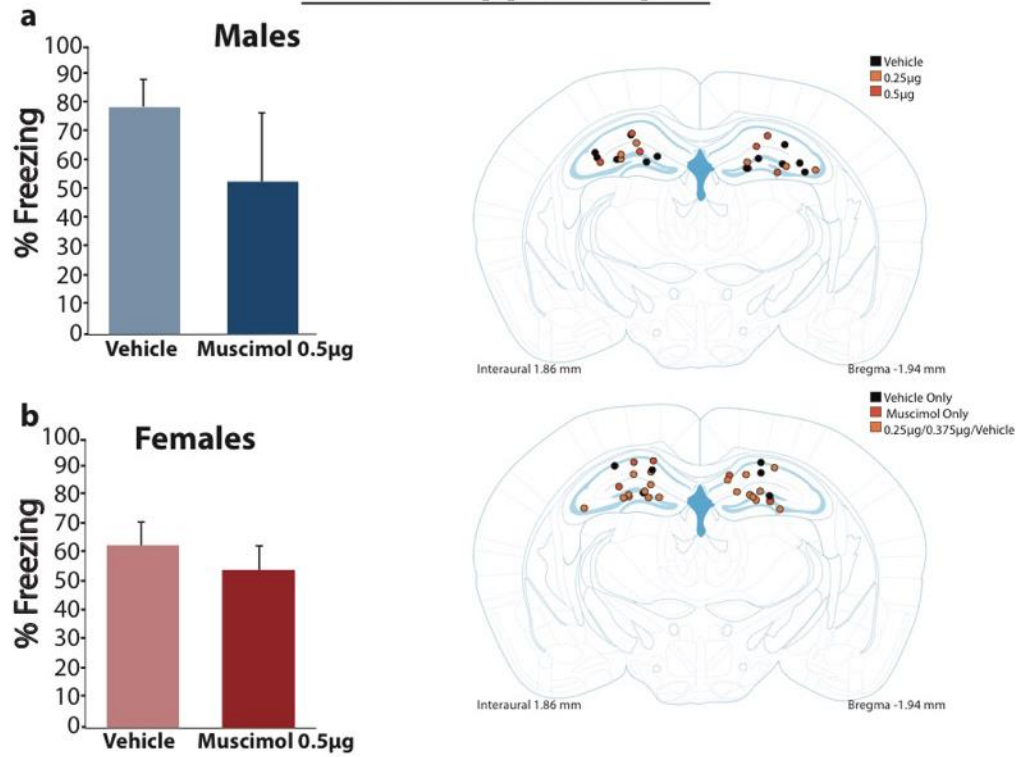 a
Males
100
90
80
70
60
50
40
30
20
10
0
% Freezing
Vehicle
Muscimol 0.5µg
Vehicle
0.25µg
0.5µg
Interaural 1.86 mm
Bregma -1.94 mm
b
Females
100
90
80
70
60
50
40
30
20
10
0
% Freezing
Vehicle
Muscimol 0.5µg
Vehicle Only
Muscimol Only
0.25µg/0.375µg/Vehicle
Interaural 1.86 mm
Bregma -1.94 mm